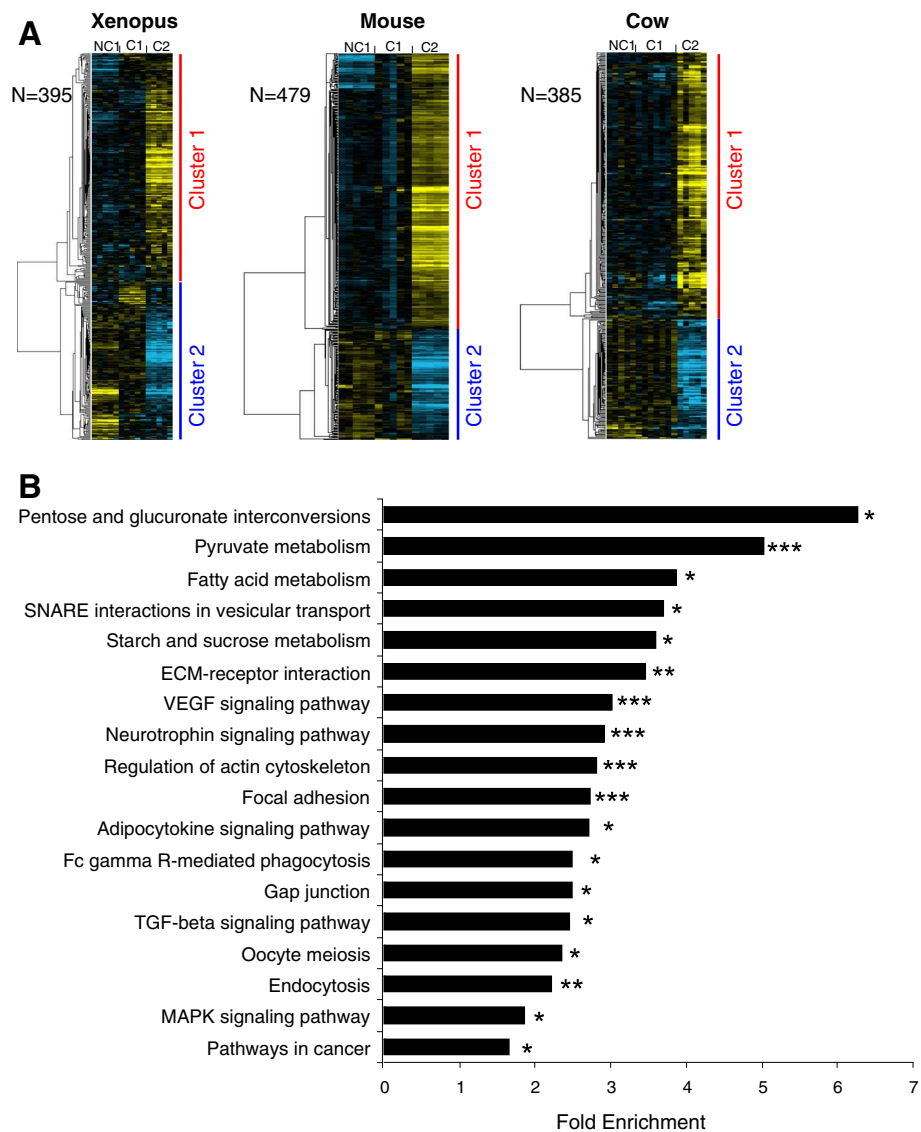 A
Xenopus
Mouse
Cow
NC1 C1 C2
NC1 C1 C2
NC1 C1 C2
N=395
N=479
N=385
Cluster 1
Cluster 2
Cluster 1
Cluster 2
Cluster 1
Cluster 2
B
Pentose and glucuronate interconversions *
Pyruvate metabolism ***
Fatty acid metabolism *
SNARE interactions in vesicular transport *
Starch and sucrose metabolism *
ECM-receptor interaction **
VEGF signaling pathway ***
Neurotrophin signaling pathway ***
Regulation of actin cytoskeleton ***
Focal adhesion ***
Adipocytokine signaling pathway *
Fc gamma R-mediated phagocytosis *
Gap junction *
TGF-beta signaling pathway *
Oocyte meiosis *
Endocytosis **
MAPK signaling pathway *
Pathways in cancer *
0 1 2 3 4 5 6 7
Fold Enrichment